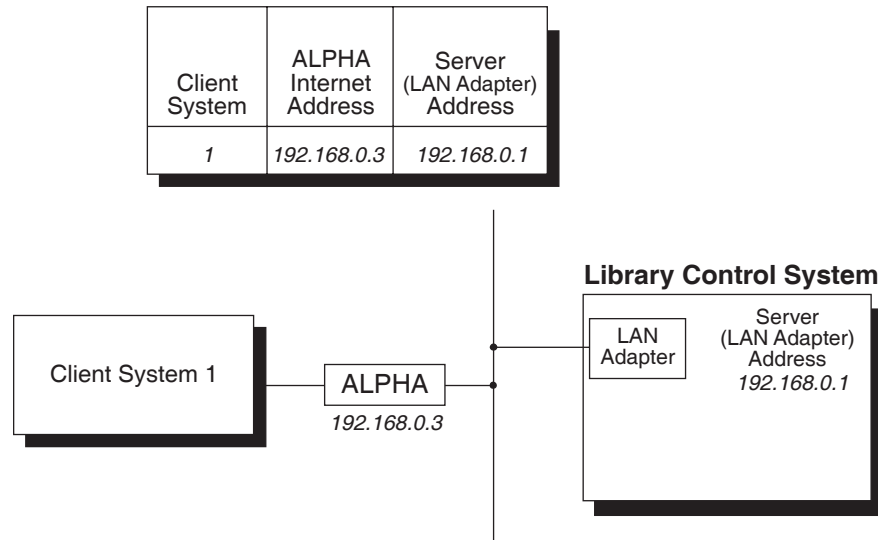 Client
System
ALPHA
Internet
Address
Server
(LAN Adapter)
Address
1
192.168.0.3
192.168.0.1
Library Control System
Client System 1
ALPHA
192.168.0.3
LAN
Adapter
Server
(LAN Adapter)
Address
192.168.0.1